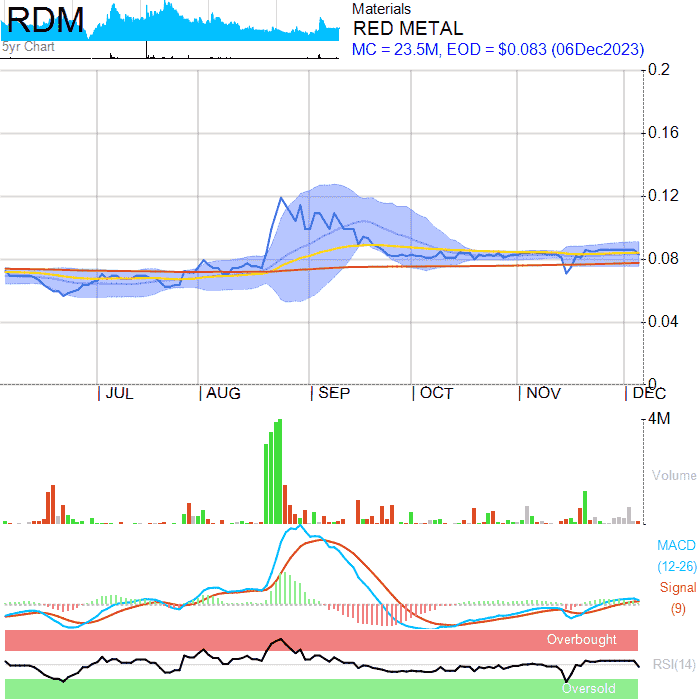 RDM
5yr Chart
Materials
RED METAL
MC = 23.5M, EOD = $0.083 (06Dec2023)
0.2
0.16
0.12
0.08
0.04
0
JUL AUG SEP OCT NOV DEC
4M
Volume
MACD
(12-26)
Signal
(9)
Overbought
RSI(14)
Oversold